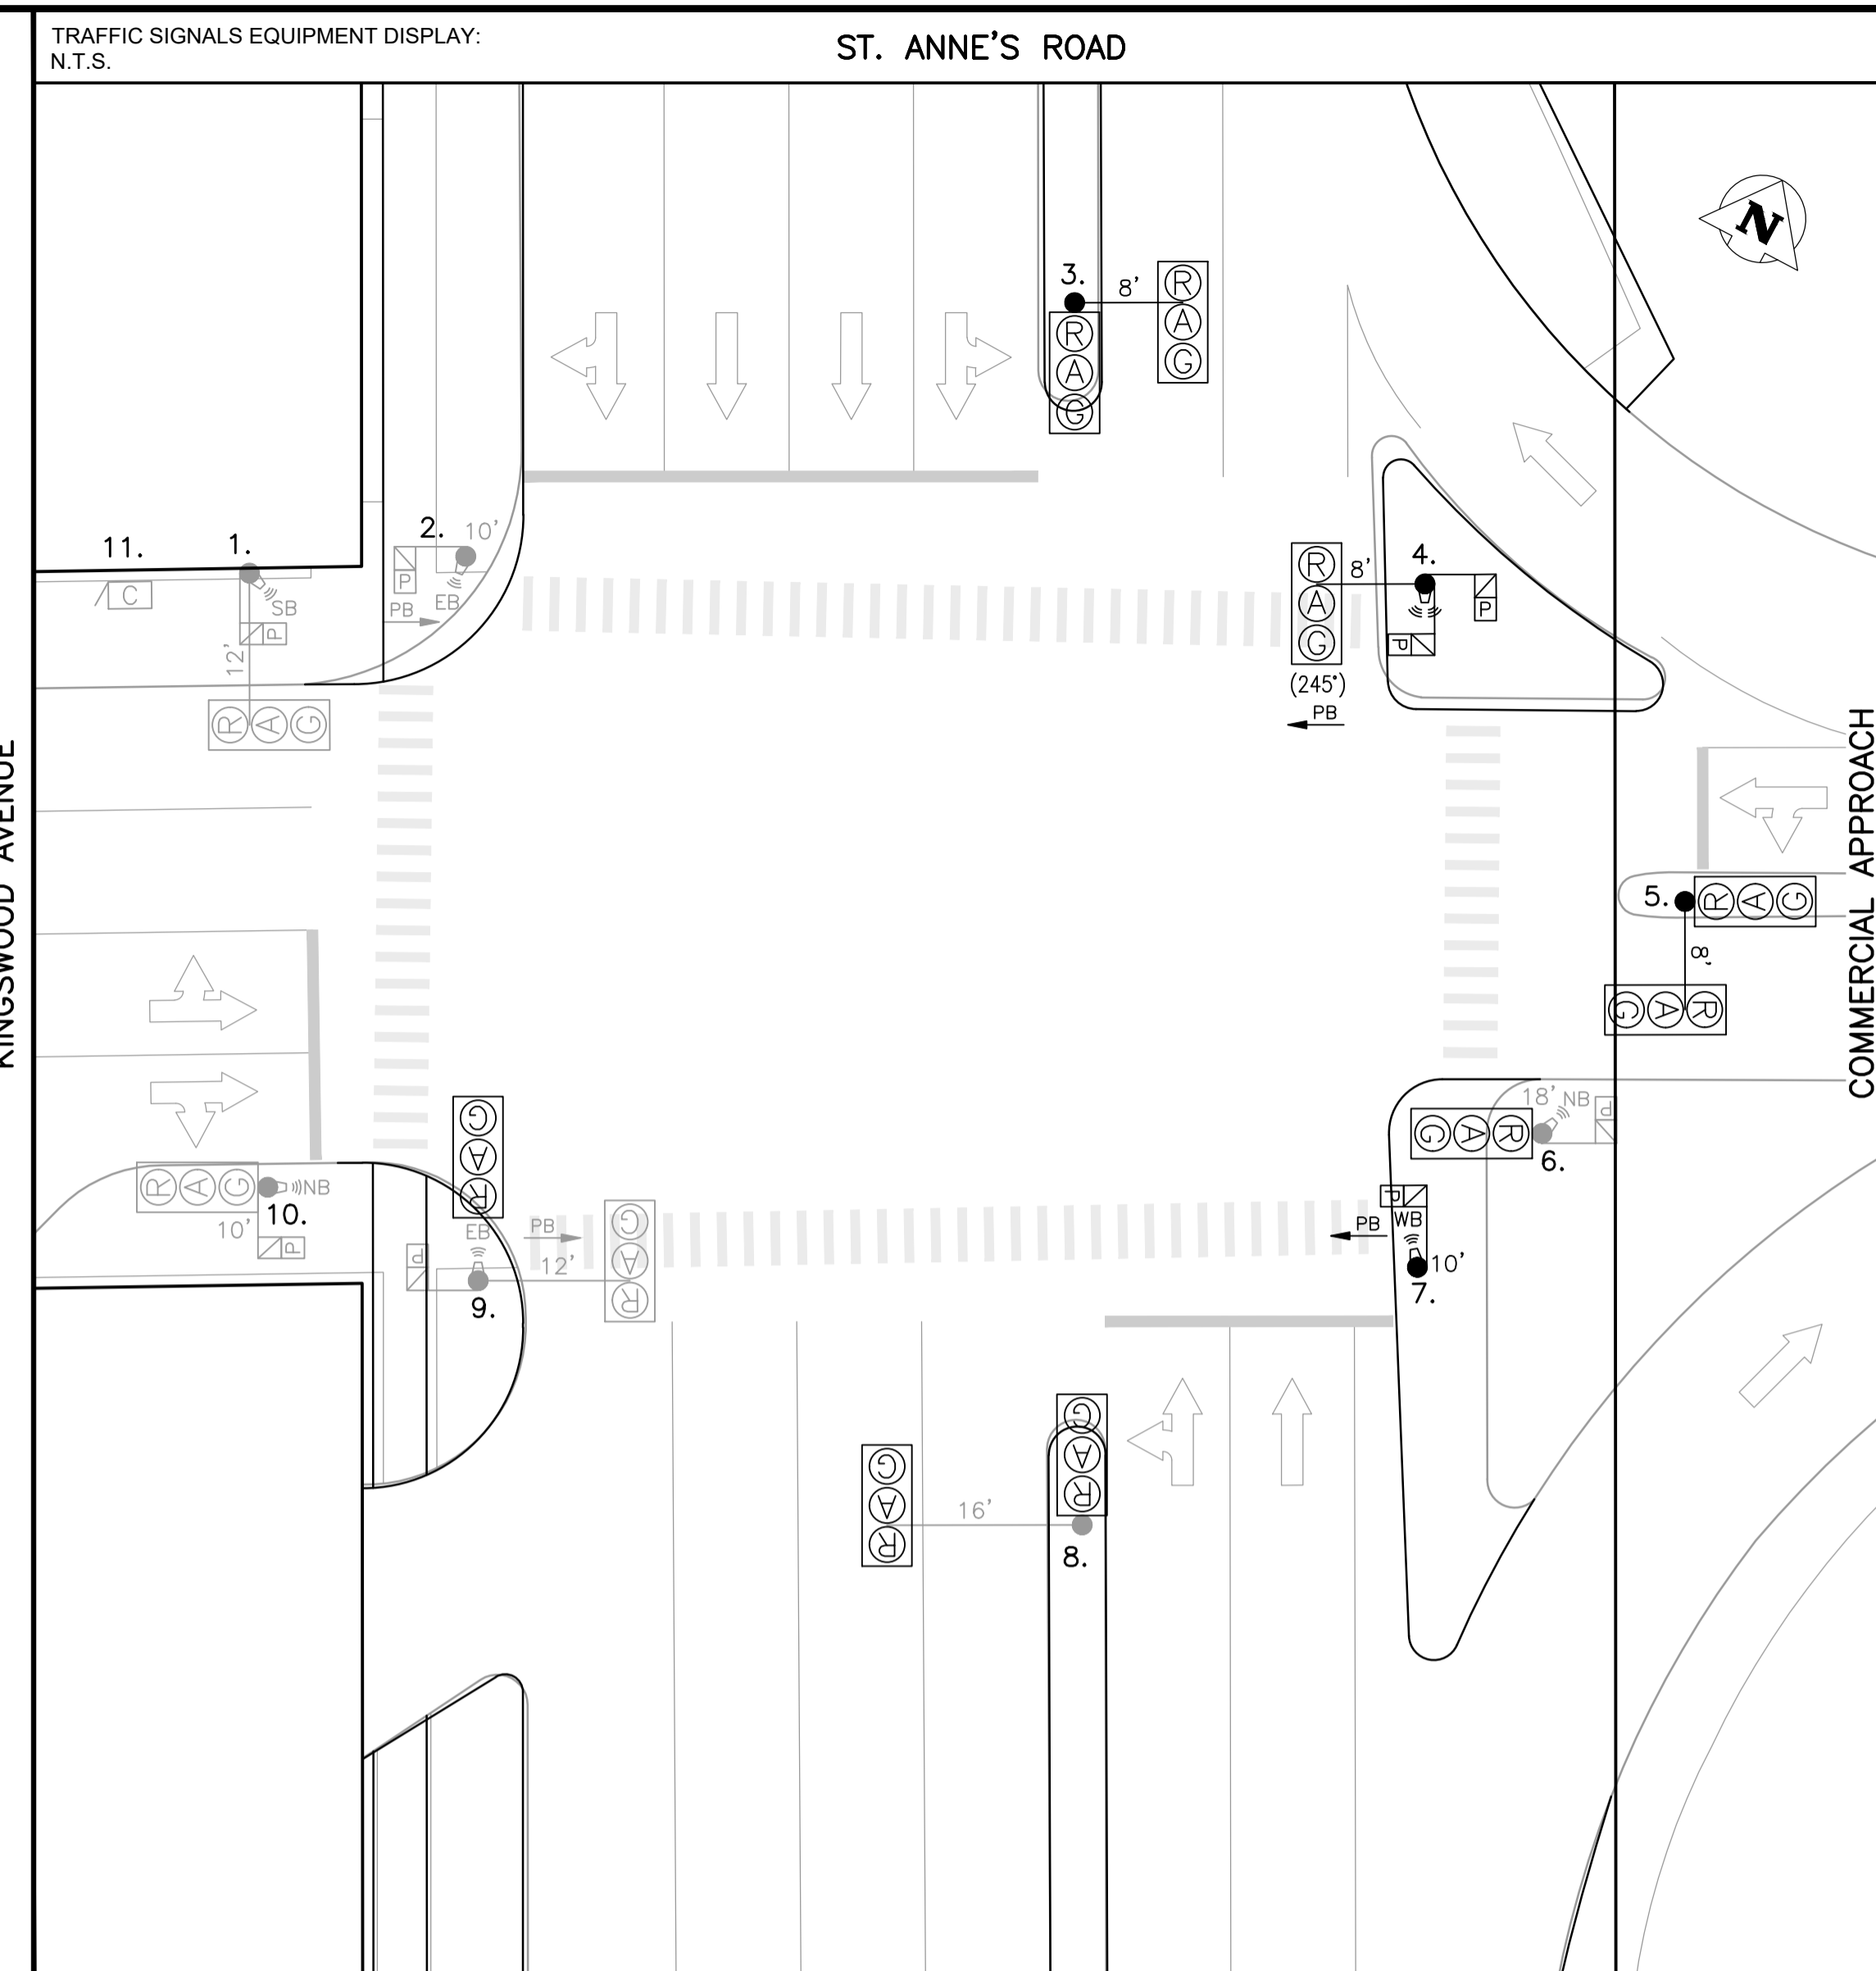 TRAFFIC SIGNALS EQUIPMENT DISPLAY:
N.T.S.
ST. ANNE'S ROAD
N
3.
8'
R
A
G
R
A
G
11.
1.
C
SB
P
12'
R
A
G
2.
10'
P
PB
EB
R
A
G
8'
4.
P
P
(245°)
PB
KINGSWOOD AVENUE
COMMERCIAL APPROACH
5.
R
A
G
8'
R
A
G
R
A
G
18'
NB
P
6.
R
A
G
NB
10.
10'
P
R
A
G
EB
P
9.
PB
12'
R
A
G
P
WB
PB
10'
7.
R
A
G
16'
R
A
G
8.